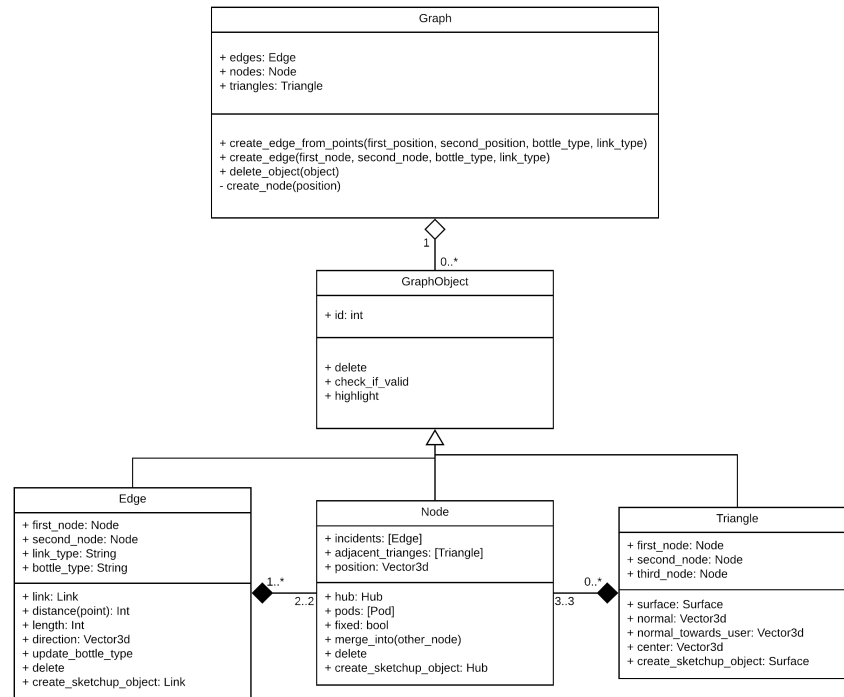 Graph
+ edges: Edge
+ nodes: Node
+ triangles: Triangle
+ create_edge_from_points(first_position, second_position, bottle_type, link_type)
+ create_edge(first_node, second_node, bottle_type, link_type)
+ delete_object(object)
- create_node(position)
1
0..*
GraphObject
+ id: int
+ delete
+ check_if_valid
+ highlight
Edge
+ first_node: Node
+ second_node: Node
+ link_type: String
+ bottle_type: String
+ link: Link
+ distance(point): Int
+ length: Int
+ direction: Vector3d
+ update_bottle_type
+ delete
+ create_sketchup_object: Link
1..*
2..2
Node
+ incidents: [Edge]
+ adjacent_trianges: [Triangle]
+ position: Vector3d
+ hub: Hub
+ pods: [Pod]
+ fixed: bool
+ merge_into(other_node)
+ delete
+ create_sketchup_object: Hub
0..*
3..3
Triangle
+ first_node: Node
+ second_node: Node
+ third_node: Node
+ surface: Surface
+ normal: Vector3d
+ normal_towards_user: Vector3d
+ center: Vector3d
+ create_sketchup_object: Surface